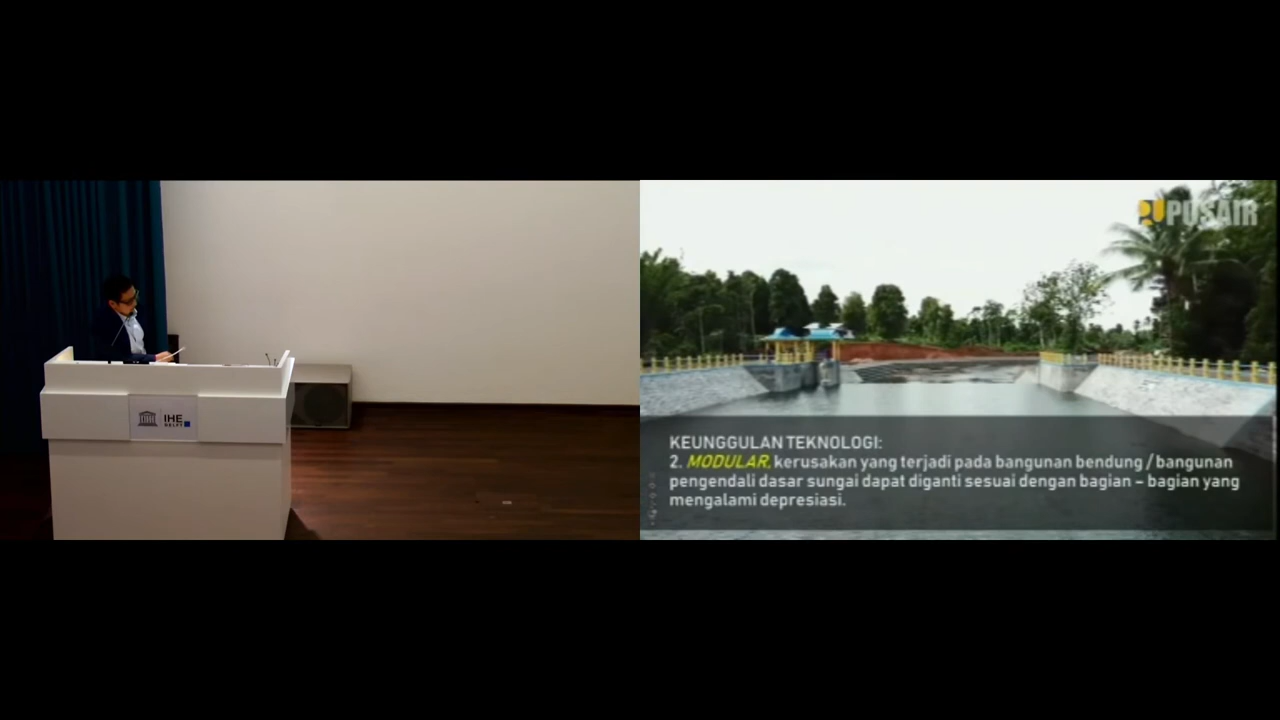 IHE
DELFT
PUSAIR
KEUNGGULAN TEKNOLOGI:
2. MODULAR, kerusakan yang terjadi pada bangunan bendung / bangunan
pengendali dasar sungai dapat diganti sesuai dengan bagian – bagian yang
mengalami depresiasi.